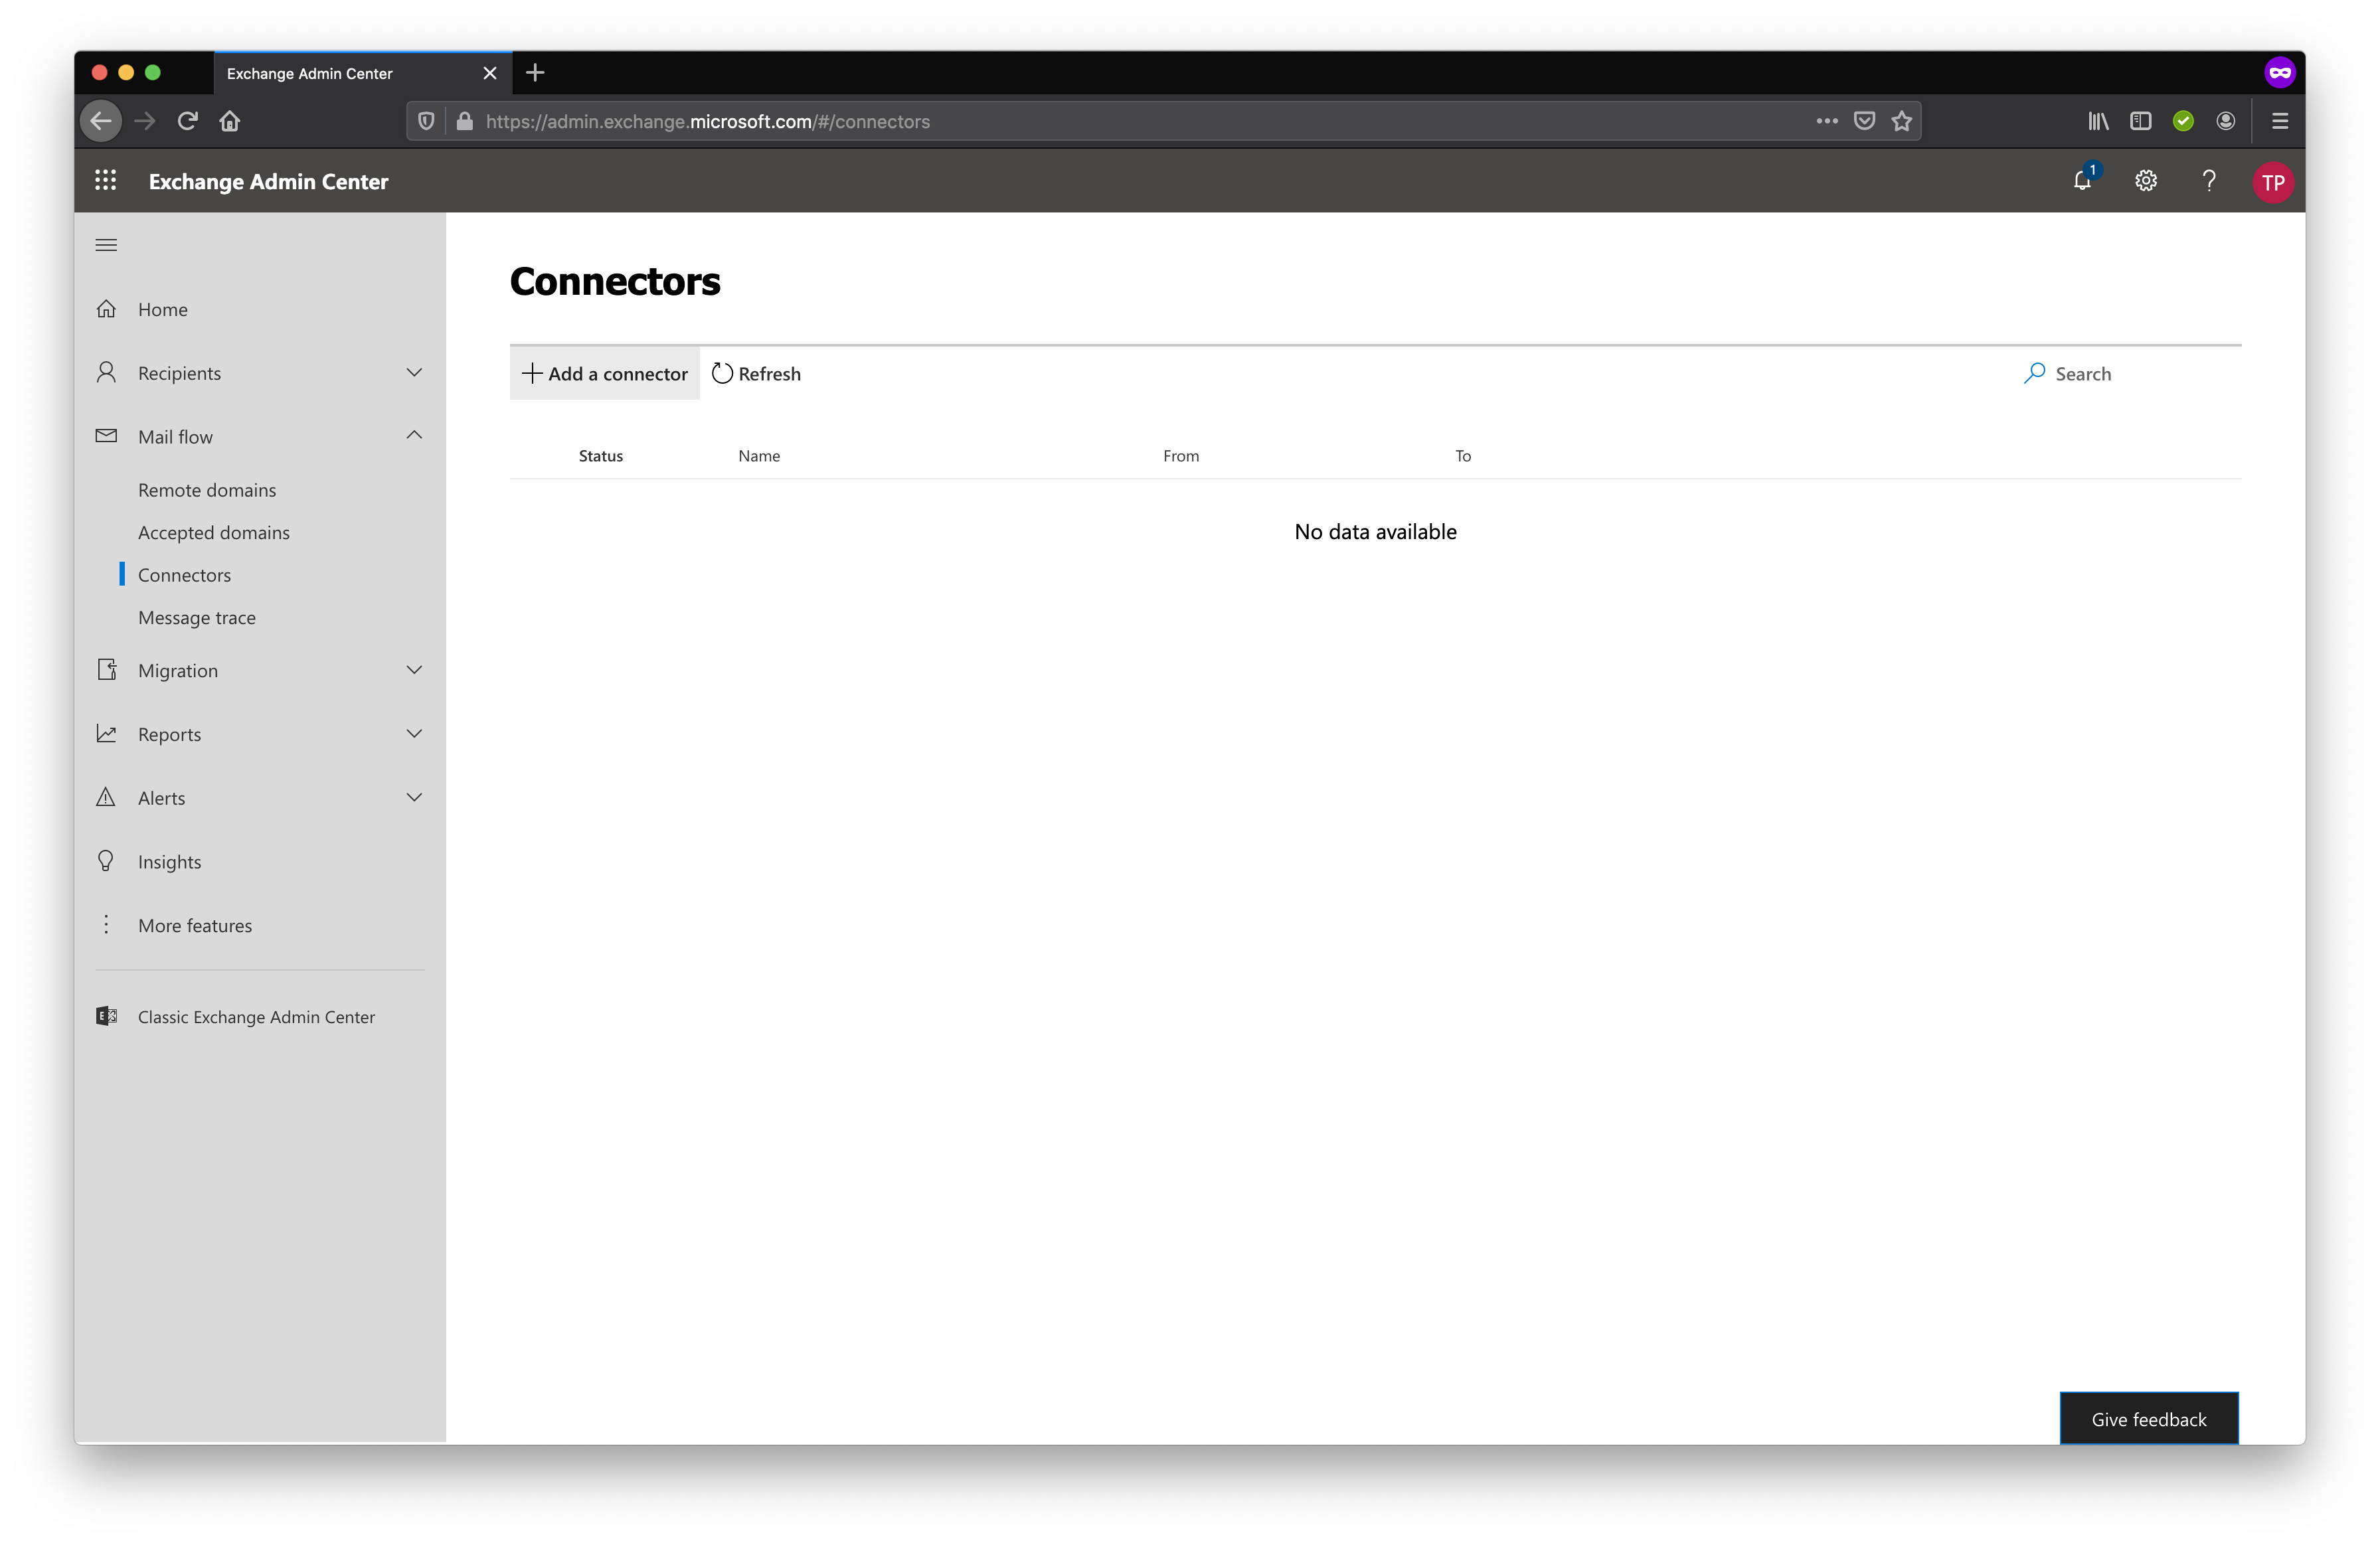 Exchange Admin Center
https://admin.exchange.microsoft.com/#/connectors
Exchange Admin Center
1
TP
Home
Recipients
Mail flow
Remote domains
Accepted domains
Connectors
Message trace
Migration
Reports
Alerts
Insights
More features
Classic Exchange Admin Center
Connectors
Add a connector Refresh Search
Status Name From To
No data available
Give feedback